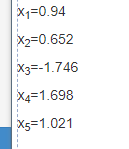 x₁=0.94
x₂=0.652
x₃=-1.746
x₄=1.698
x₅=1.021